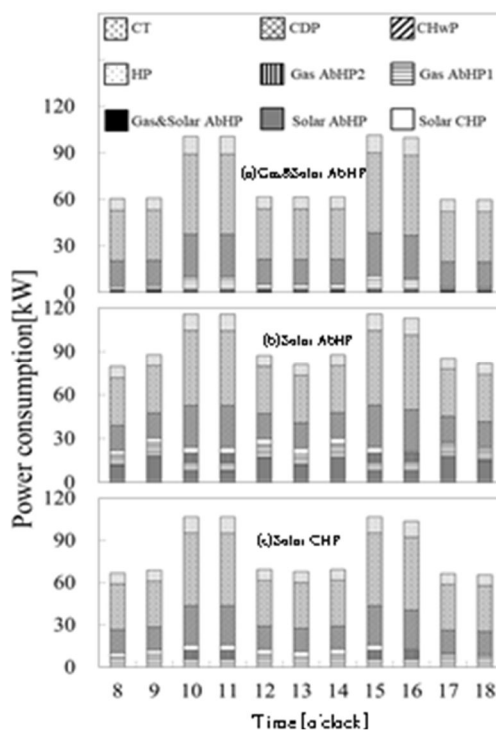 CT CDP CHwP
HP Gas AbHP2 Gas AbHP1
Gas&Solar AbHP Solar AbHP Solar CHP
120
90
(a)Gas&Solar AbHP
60
30
0
120
(b)Solar AbHP
90
60
30
0
120
(c)Solar CHP
90
60
30
0
Power consumption[kW]
8 9 10 11 12 13 14 15 16 17 18
Time[o'clock]